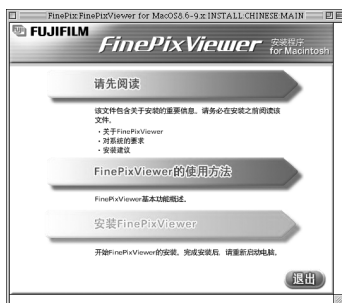 FinePix:FinePixViewer for MacOS8.6-9.x:INSTALL:CHINESE:MAIN
FUJIFILM
FinePixViewer 安装程序
for Macintosh
请先阅读
该文件包含关于安装的重要信息。请务必在安装之前阅读该
文件。
・关于FinePixViewer
・对系统的要求
・安装建议
FinePixViewer的使用方法
FinePixViewer基本功能概述。
安装FinePixViewer
开始FinePixViewer的安装。完成安装后，请重新启动电脑。
退出